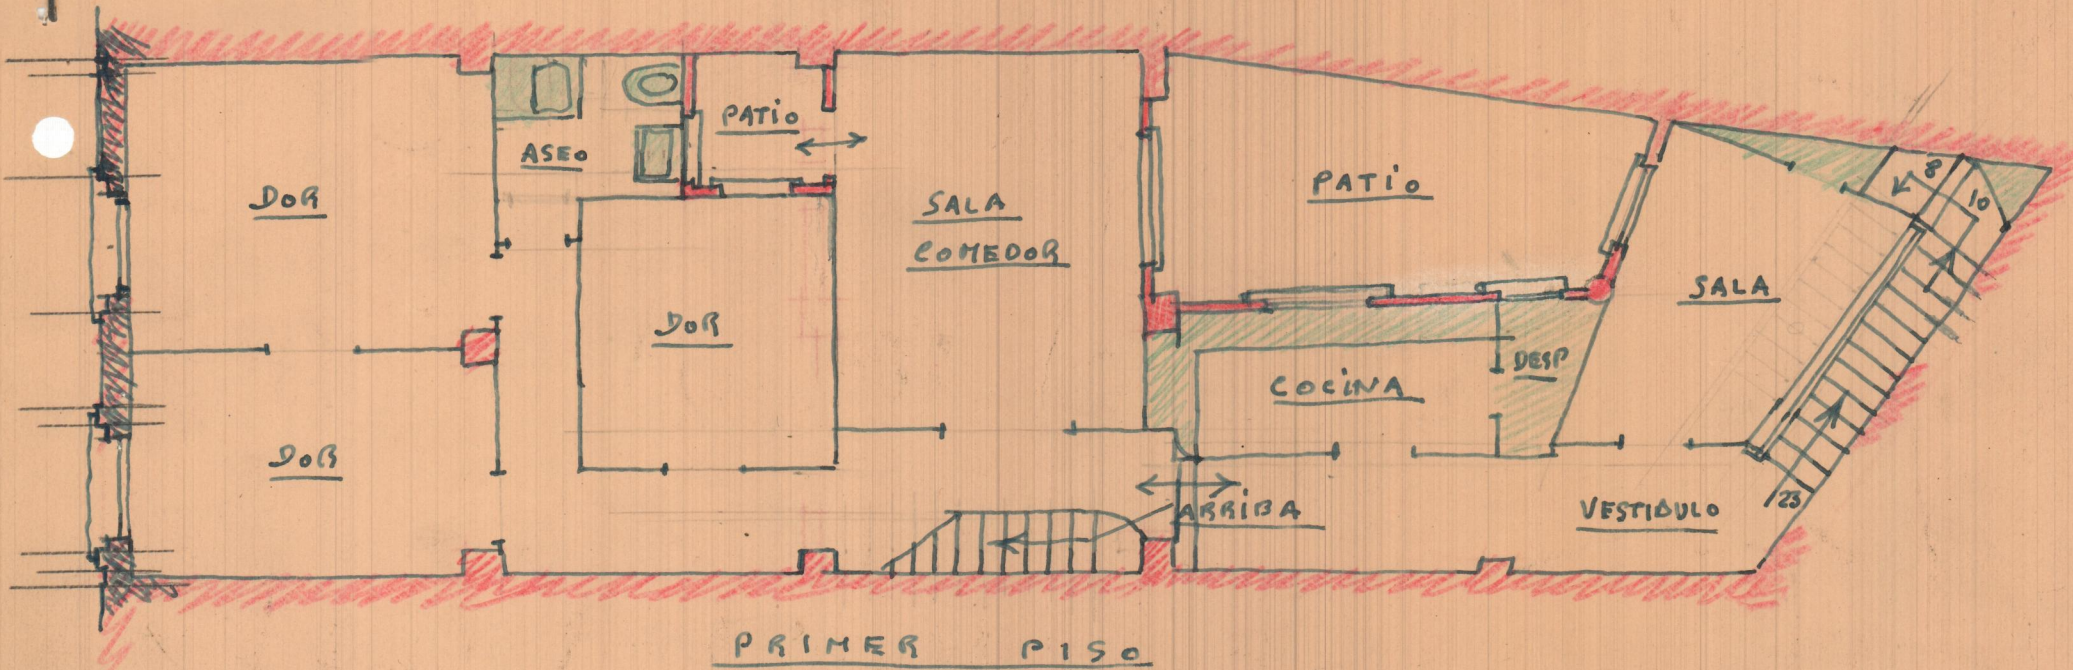 PATIO
ASEO
DOR
SALA
COMEDOR
PATIO
8
10
SALA
DOR
DESP
COCINA
DOR
ARRIBA
23
VESTIBULO
PRIMER PISO